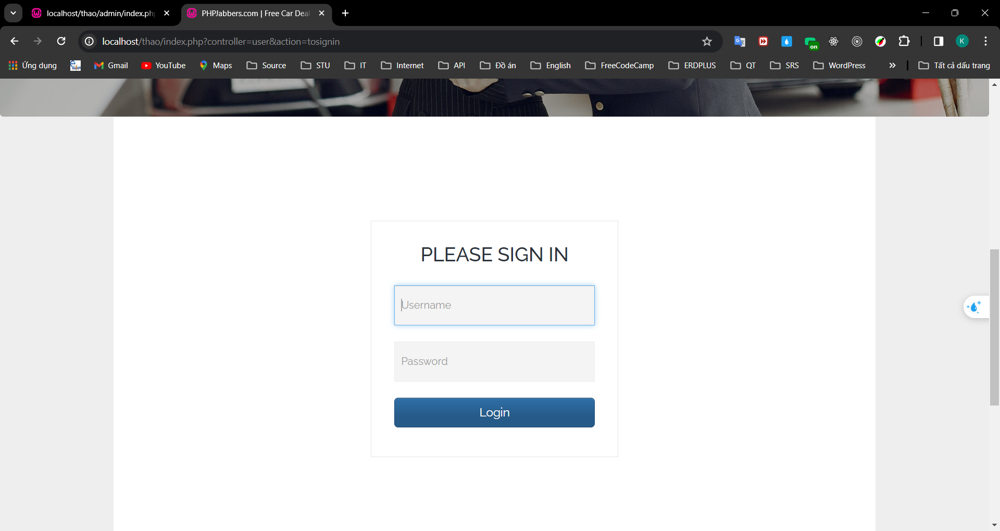 localhost/thao/admin/index.ph
PHPJabbers.com | Free Car Deal
localhost/thao/index.php?controller=user&action=tosignin
on
K
Ứng dụng
Gmail
YouTube
Maps
Source
STU
IT
Internet
API
Đồ án
English
FreeCodeCamp
ERDPLUS
QT
SRS
WordPress
Tất cả dấu trang
PLEASE SIGN IN
Username
Password
Login